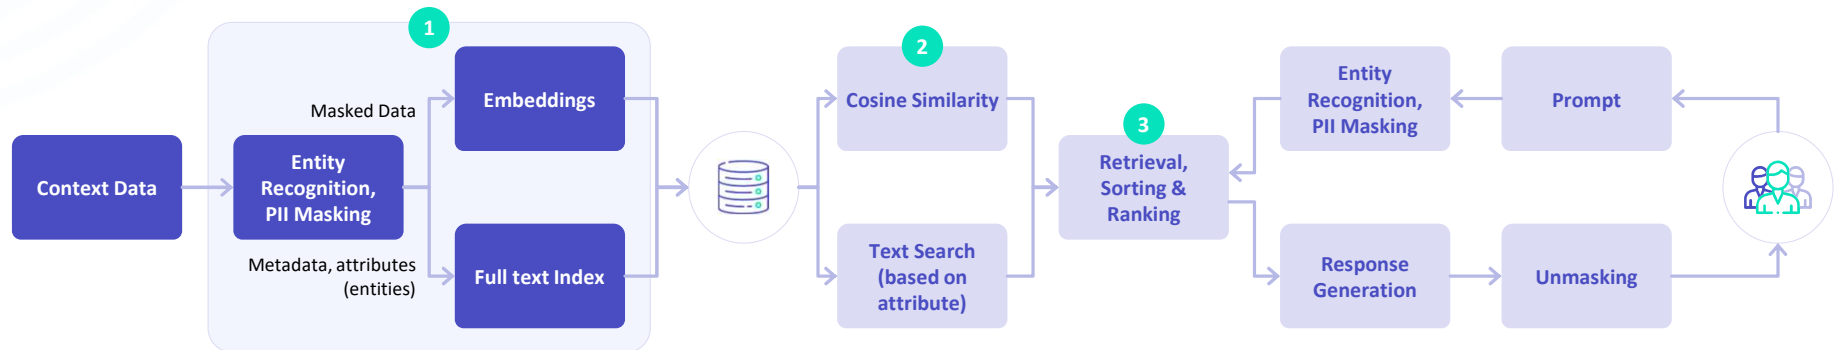 1
Context Data
Entity
Recognition,
PII Masking
Masked Data
Metadata, attributes
(entities)
Embeddings
Full text Index
2
Cosine Similarity
Text Search
(based on
attribute)
3
Retrieval,
Sorting &
Ranking
Entity
Recognition,
PII Masking
Prompt
Response
Generation
Unmasking